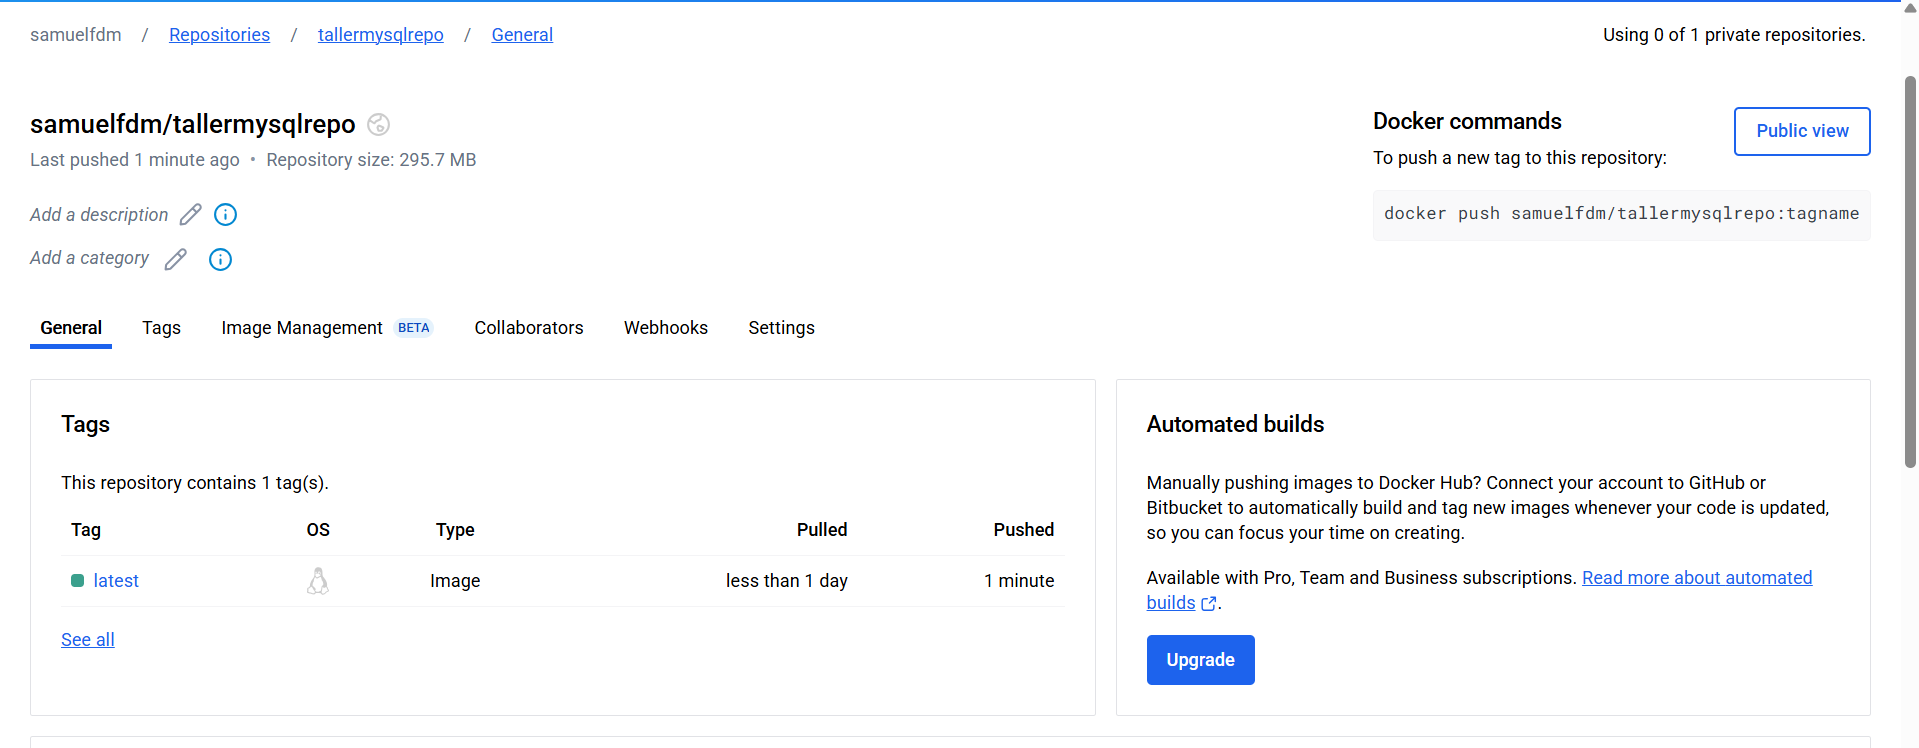 samuelfdm / Repositories / tallermysqlrepo / General
Using 0 of 1 private repositories.
samuelfdm/tallermysqlrepo
Last pushed 1 minute ago • Repository size: 295.7 MB
Add a description
Add a category
Docker commands
Public view
To push a new tag to this repository:
docker push samuelfdm/tallermysqlrepo:tagname
General Tags Image Management BETA Collaborators Webhooks Settings
Tags
This repository contains 1 tag(s).
Tag OS Type Pulled Pushed
latest Image less than 1 day 1 minute
See all
Automated builds
Manually pushing images to Docker Hub? Connect your account to GitHub or
Bitbucket to automatically build and tag new images whenever your code is updated,
so you can focus your time on creating.
Available with Pro, Team and Business subscriptions. Read more about automated
builds.
Upgrade